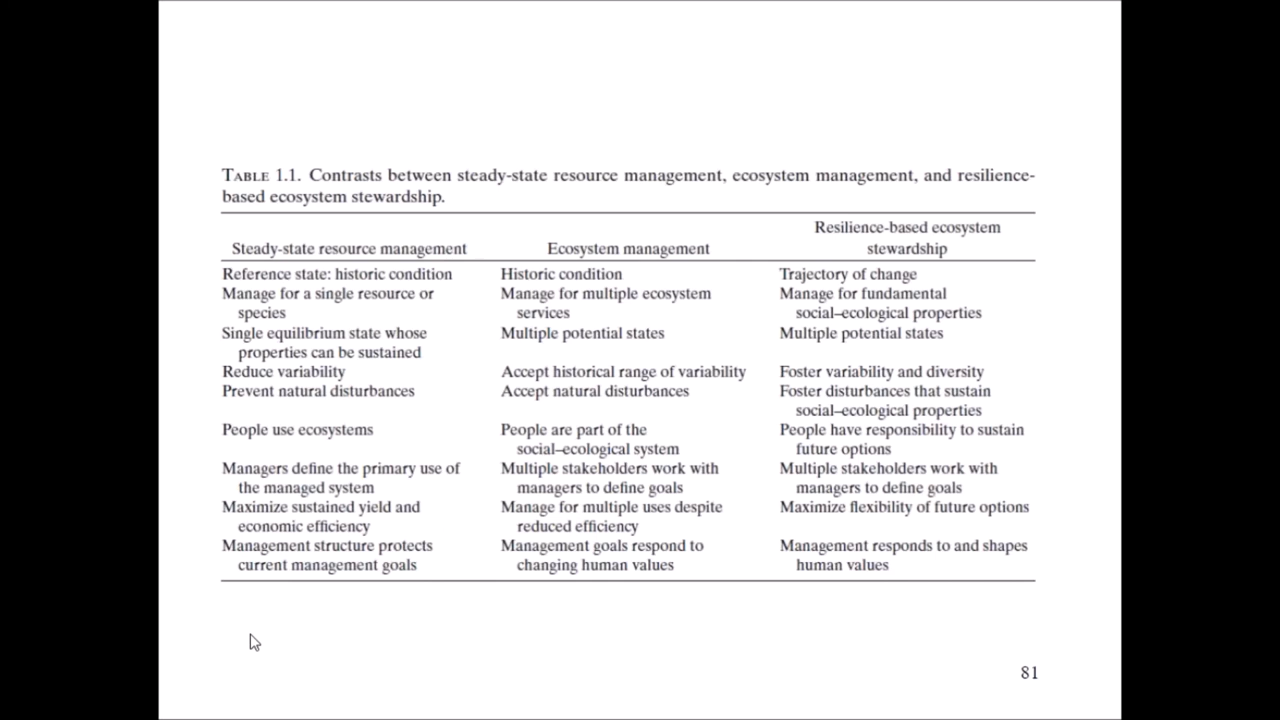 TABLE 1.1. Contrasts between steady-state resource management, ecosystem management, and resilience-
based ecosystem stewardship.
Steady-state resource management
Ecosystem management
Resilience-based ecosystem
stewardship
Reference state: historic condition
Historic condition
Trajectory of change
Manage for a single resource or
species
Manage for multiple ecosystem
services
Manage for fundamental
social–ecological properties
Single equilibrium state whose
properties can be sustained
Multiple potential states
Multiple potential states
Reduce variability
Accept historical range of variability
Foster variability and diversity
Prevent natural disturbances
Accept natural disturbances
Foster disturbances that sustain
social–ecological properties
People use ecosystems
People are part of the
social–ecological system
People have responsibility to sustain
future options
Managers define the primary use of
the managed system
Multiple stakeholders work with
managers to define goals
Multiple stakeholders work with
managers to define goals
Maximize sustained yield and
economic efficiency
Manage for multiple uses despite
reduced efficiency
Maximize flexibility of future options
Management structure protects
current management goals
Management goals respond to
changing human values
Management responds to and shapes
human values
81